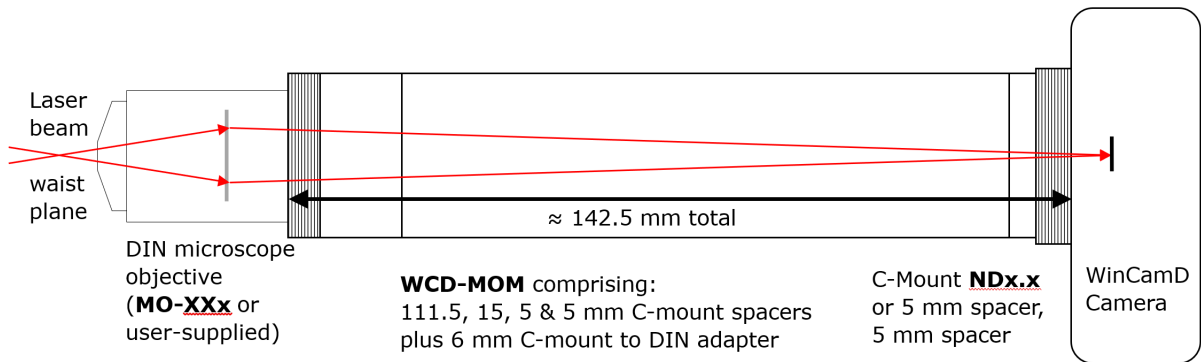 Laser
beam
waist
plane
≈ 142.5 mm total
DIN microscope
objective
(MO-XXx or
user-supplied)
WCD-MOM comprising:
111.5, 15, 5 & 5 mm C-mount spacers
plus 6 mm C-mount to DIN adapter
C-Mount NDx.x
or 5 mm spacer,
5 mm spacer
WinCamD
Camera